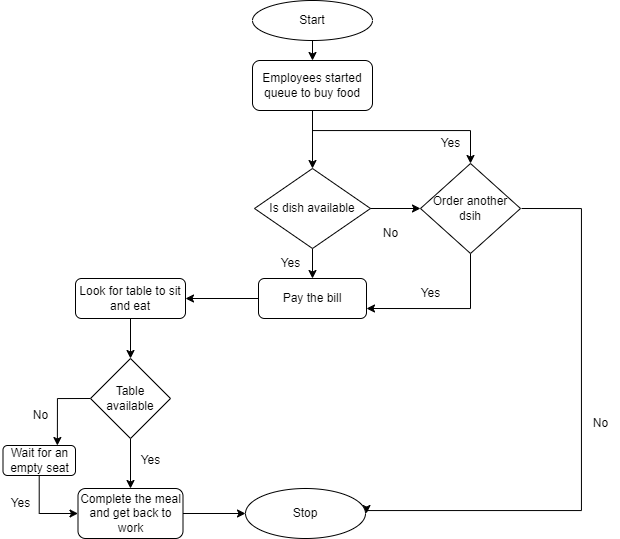 Start
Employees started
queue to buy food
Yes
Is dish available
Order another
dsih
No
Yes
Pay the bill
Yes
Look for table to sit
and eat
Table
available
No
No
Wait for an
empty seat
Yes
Yes
Complete the meal
and get back to
work
Stop